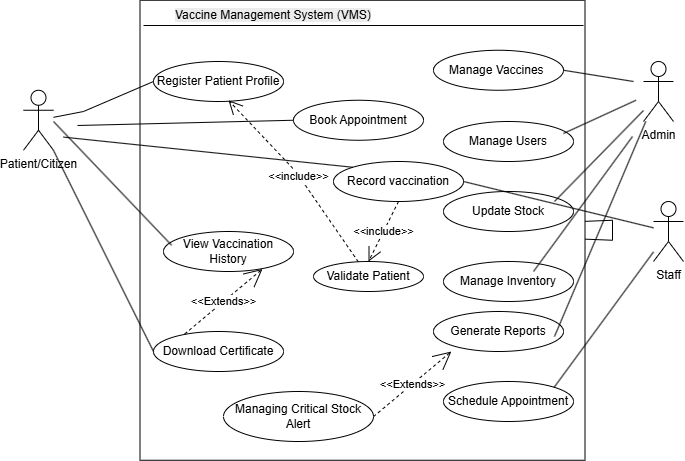 Vaccine Management System (VMS)
Register Patient Profile
Manage Vaccines
Book Appointment
Manage Users
Admin
Patient/Citizen
<<include>>
Record vaccination
Update Stock
<<include>>
View Vaccination
History
Validate Patient
Manage Inventory
Staff
<<Extends>>
Generate Reports
Download Certificate
<<Extends>>
Managing Critical Stock
Alert
Schedule Appointment